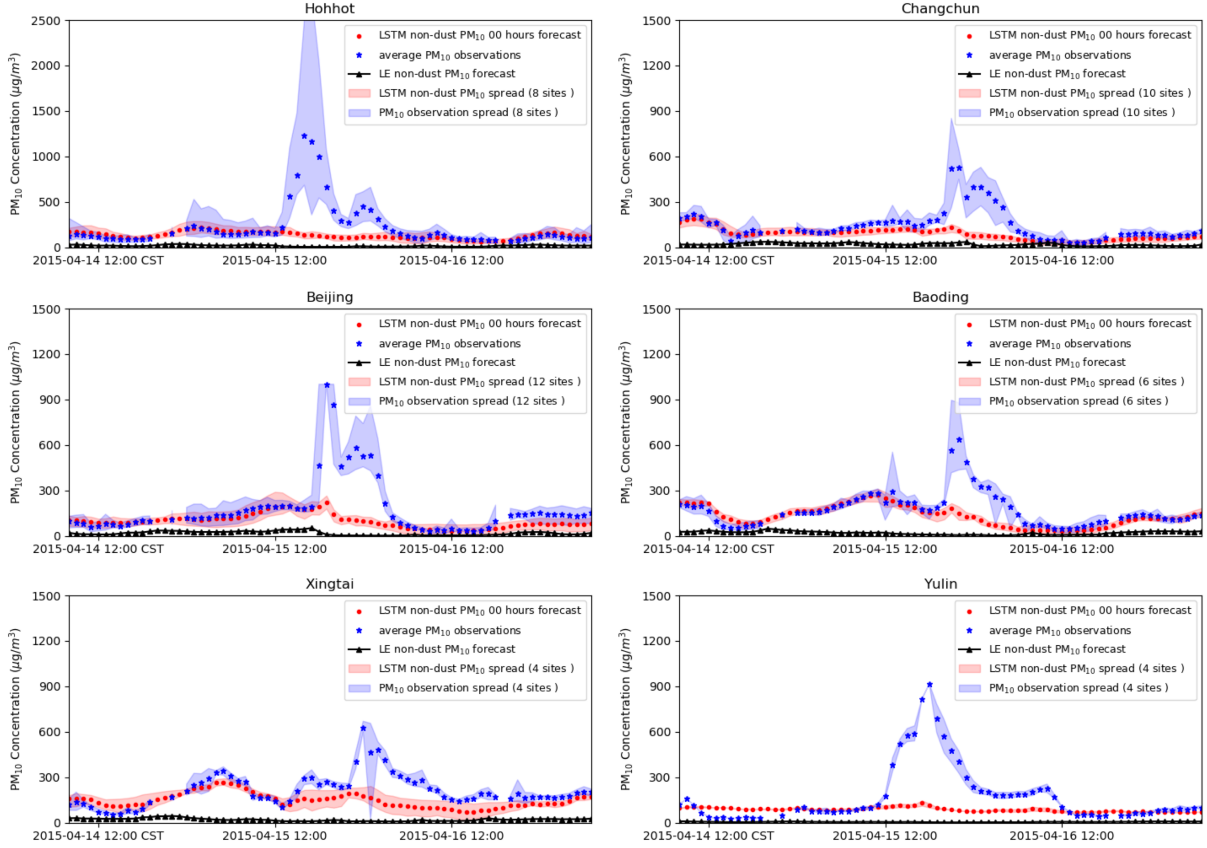 Hohhot
PM₁₀ Concentration (μg/m³)
2500
2000
1500
1000
500
0
LSTM non-dust PM₁₀ 00 hours forecast
average PM₁₀ observations
LE non-dust PM₁₀ forecast
LSTM non-dust PM₁₀ spread (8 sites )
PM₁₀ observation spread (8 sites )
2015-04-14 12:00 CST
2015-04-15 12:00
2015-04-16 12:00
Changchun
PM₁₀ Concentration (μg/m³)
1500
1200
900
600
300
0
LSTM non-dust PM₁₀ 00 hours forecast
average PM₁₀ observations
LE non-dust PM₁₀ forecast
LSTM non-dust PM₁₀ spread (10 sites )
PM₁₀ observation spread (10 sites )
2015-04-14 12:00 CST
2015-04-15 12:00
2015-04-16 12:00
Beijing
PM₁₀ Concentration (μg/m³)
1500
1200
900
600
300
0
LSTM non-dust PM₁₀ 00 hours forecast
average PM₁₀ observations
LE non-dust PM₁₀ forecast
LSTM non-dust PM₁₀ spread (12 sites )
PM₁₀ observation spread (12 sites )
2015-04-14 12:00 CST
2015-04-15 12:00
2015-04-16 12:00
Baoding
PM₁₀ Concentration (μg/m³)
1500
1200
900
600
300
0
LSTM non-dust PM₁₀ 00 hours forecast
average PM₁₀ observations
LE non-dust PM₁₀ forecast
LSTM non-dust PM₁₀ spread (6 sites )
PM₁₀ observation spread (6 sites )
2015-04-14 12:00 CST
2015-04-15 12:00
2015-04-16 12:00
Xingtai
PM₁₀ Concentration (μg/m³)
1500
1200
900
600
300
0
LSTM non-dust PM₁₀ 00 hours forecast
average PM₁₀ observations
LE non-dust PM₁₀ forecast
LSTM non-dust PM₁₀ spread (4 sites )
PM₁₀ observation spread (4 sites )
2015-04-14 12:00 CST
2015-04-15 12:00
2015-04-16 12:00
Yulin
PM₁₀ Concentration (μg/m³)
1500
1200
900
600
300
0
LSTM non-dust PM₁₀ 00 hours forecast
average PM₁₀ observations
LE non-dust PM₁₀ forecast
LSTM non-dust PM₁₀ spread (4 sites )
PM₁₀ observation spread (4 sites )
2015-04-14 12:00 CST
2015-04-15 12:00
2015-04-16 12:00